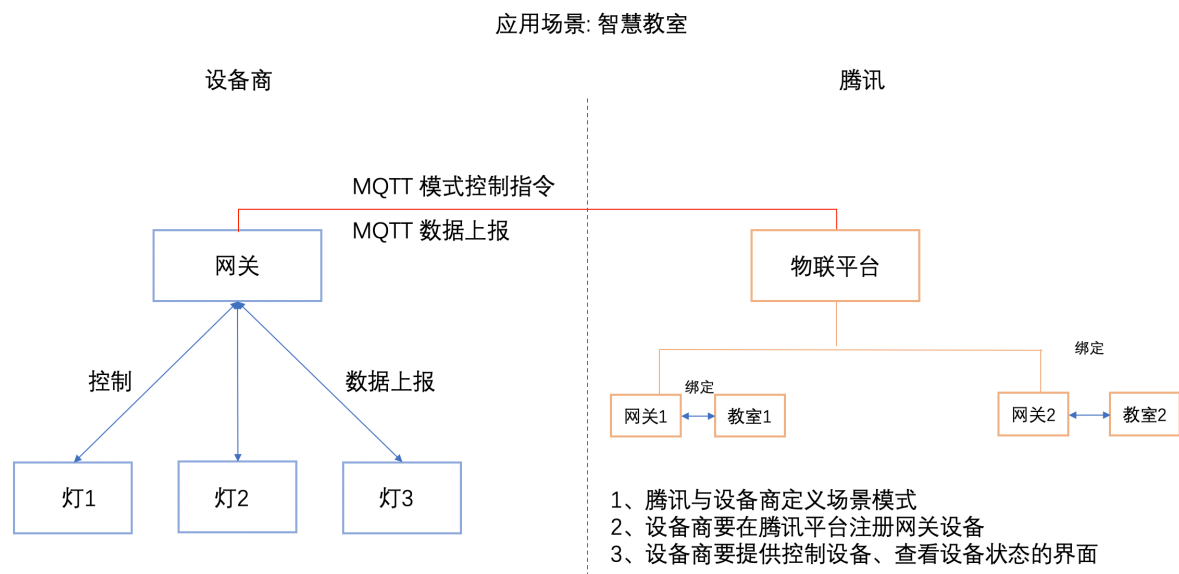 应用场景: 智慧教室
设备商
腾讯
MQTT 模式控制指令
MQTT 数据上报
网关
物联平台
控制
数据上报
绑定
绑定
网关1
教室1
网关2
教室2
灯1
灯2
灯3
1、腾讯与设备商定义场景模式
2、设备商要在腾讯平台注册网关设备
3、设备商要提供控制设备、查看设备状态的界面